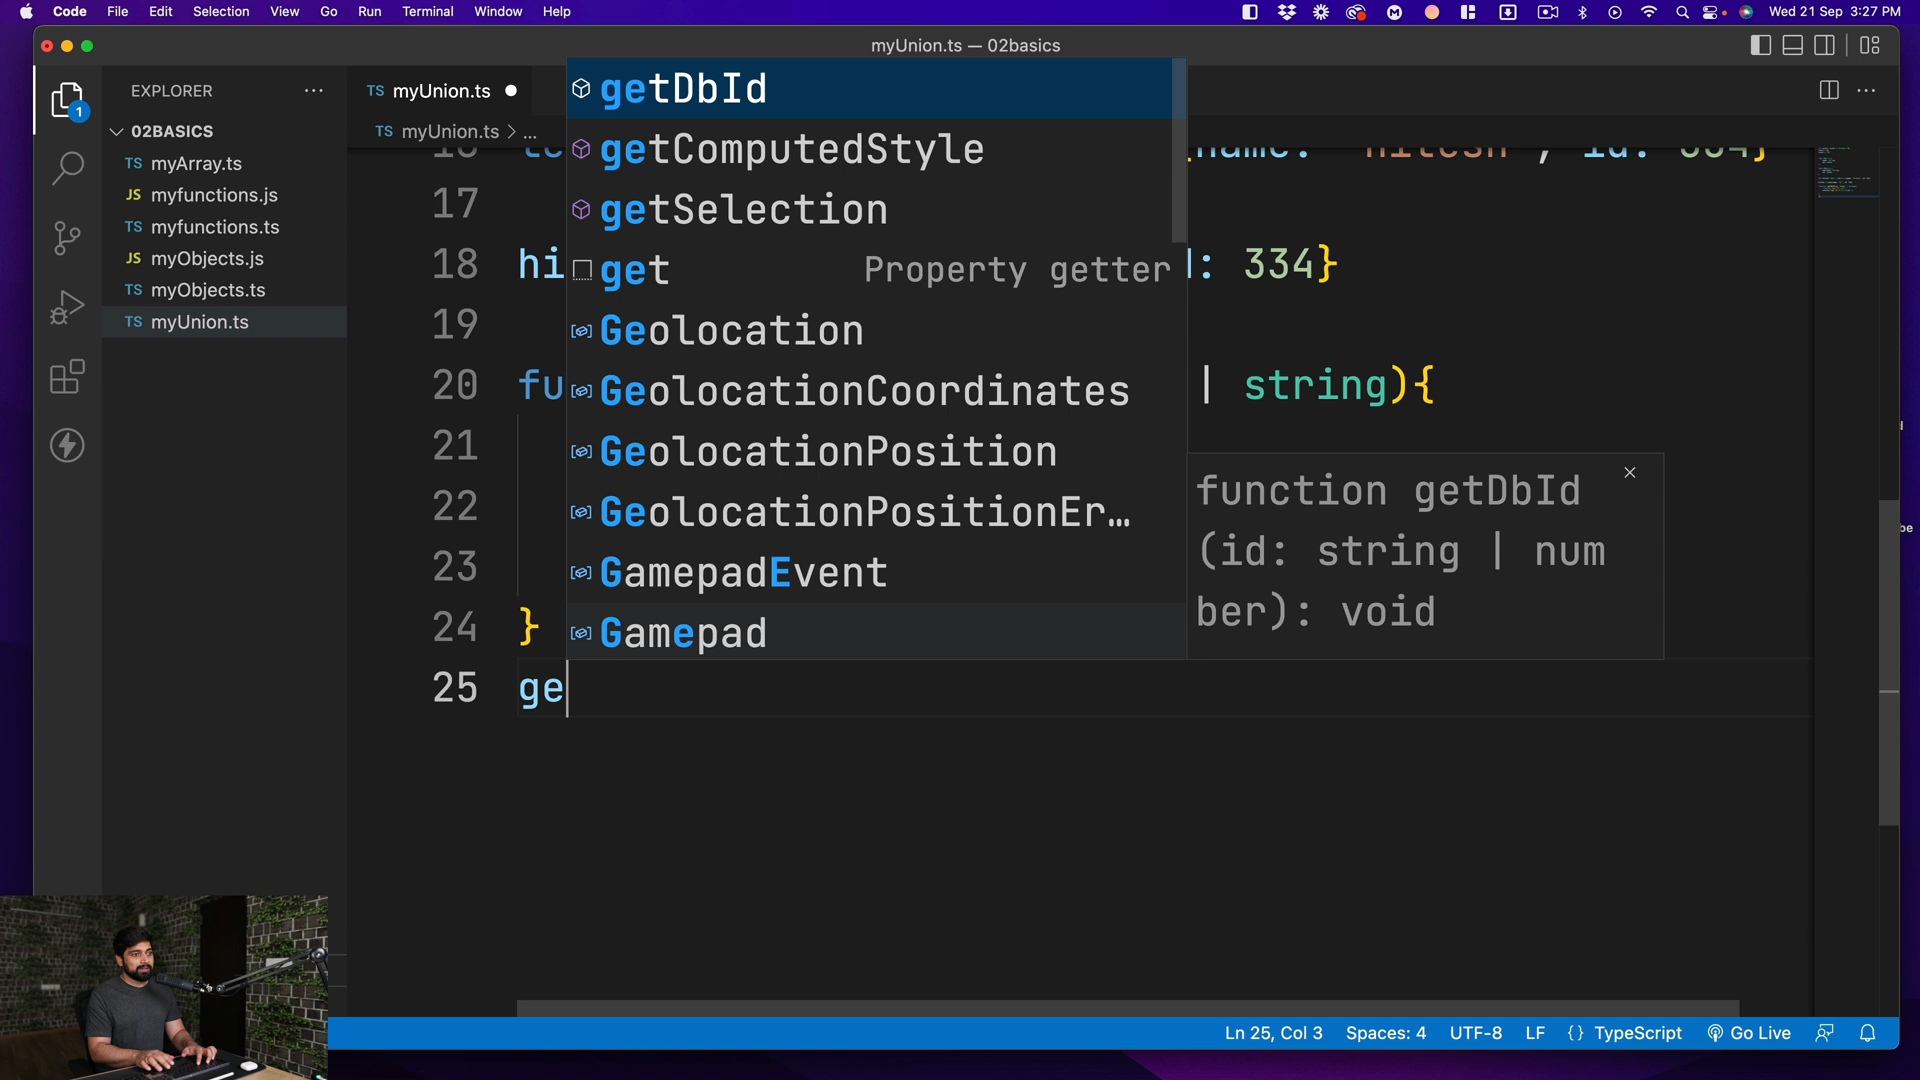 Code File Edit Selection View Go Run Terminal Window Help
Wed 21 Sep 3:27 PM
myUnion.ts — 02basics
EXPLORER
1
02BASICS
TS myArray.ts
JS myfunctions.js
TS myfunctions.ts
JS myObjects.js
TS myObjects.ts
TS myUnion.ts
TS myUnion.ts
TS myUnion.ts > ...
17
18 hi : 334}
19
20 fu | string){
21
22
23
24 }
25 ge
getDbId
getComputedStyle
getSelection
get Property getter
Geolocation
GeolocationCoordinates
GeolocationPosition
GeolocationPositionEr…
GamepadEvent
Gamepad
function getDbId
(id: string | num
ber): void
Ln 25, Col 3 Spaces: 4 UTF-8 LF {} TypeScript Go Live